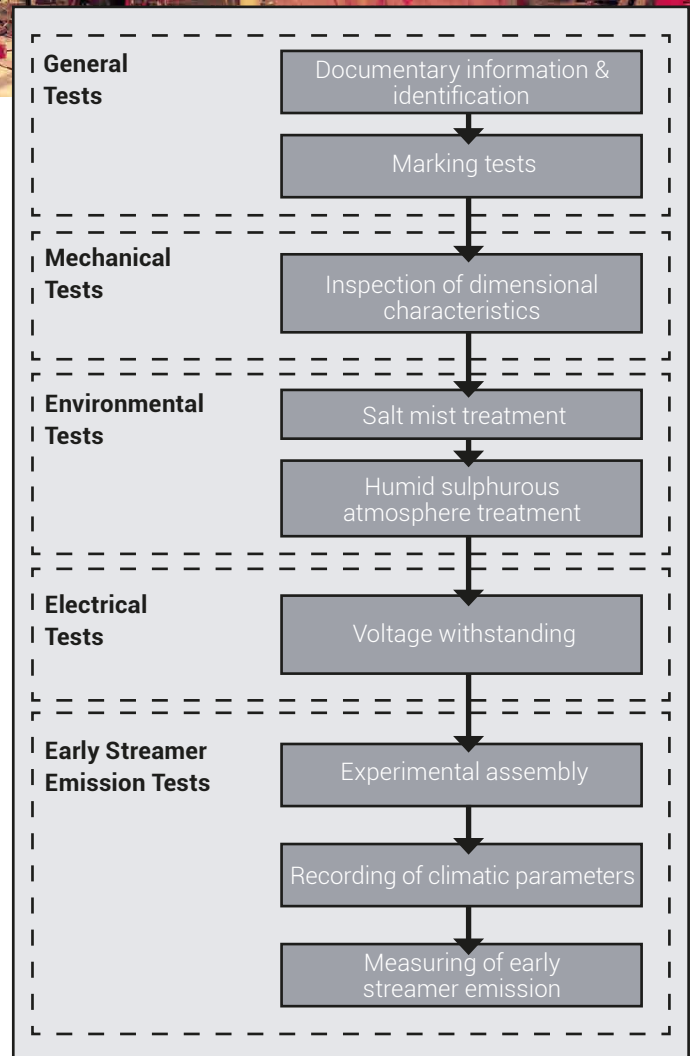 General
Tests
Documentary information &
identification
Marking tests
Mechanical
Tests
Inspection of dimensional
characteristics
Environmental
Tests
Salt mist treatment
Humid sulphurous
atmosphere treatment
Electrical
Tests
Voltage withstanding
Early Streamer
Emission Tests
Experimental assembly
Recording of climatic parameters
Measuring of early
streamer emission